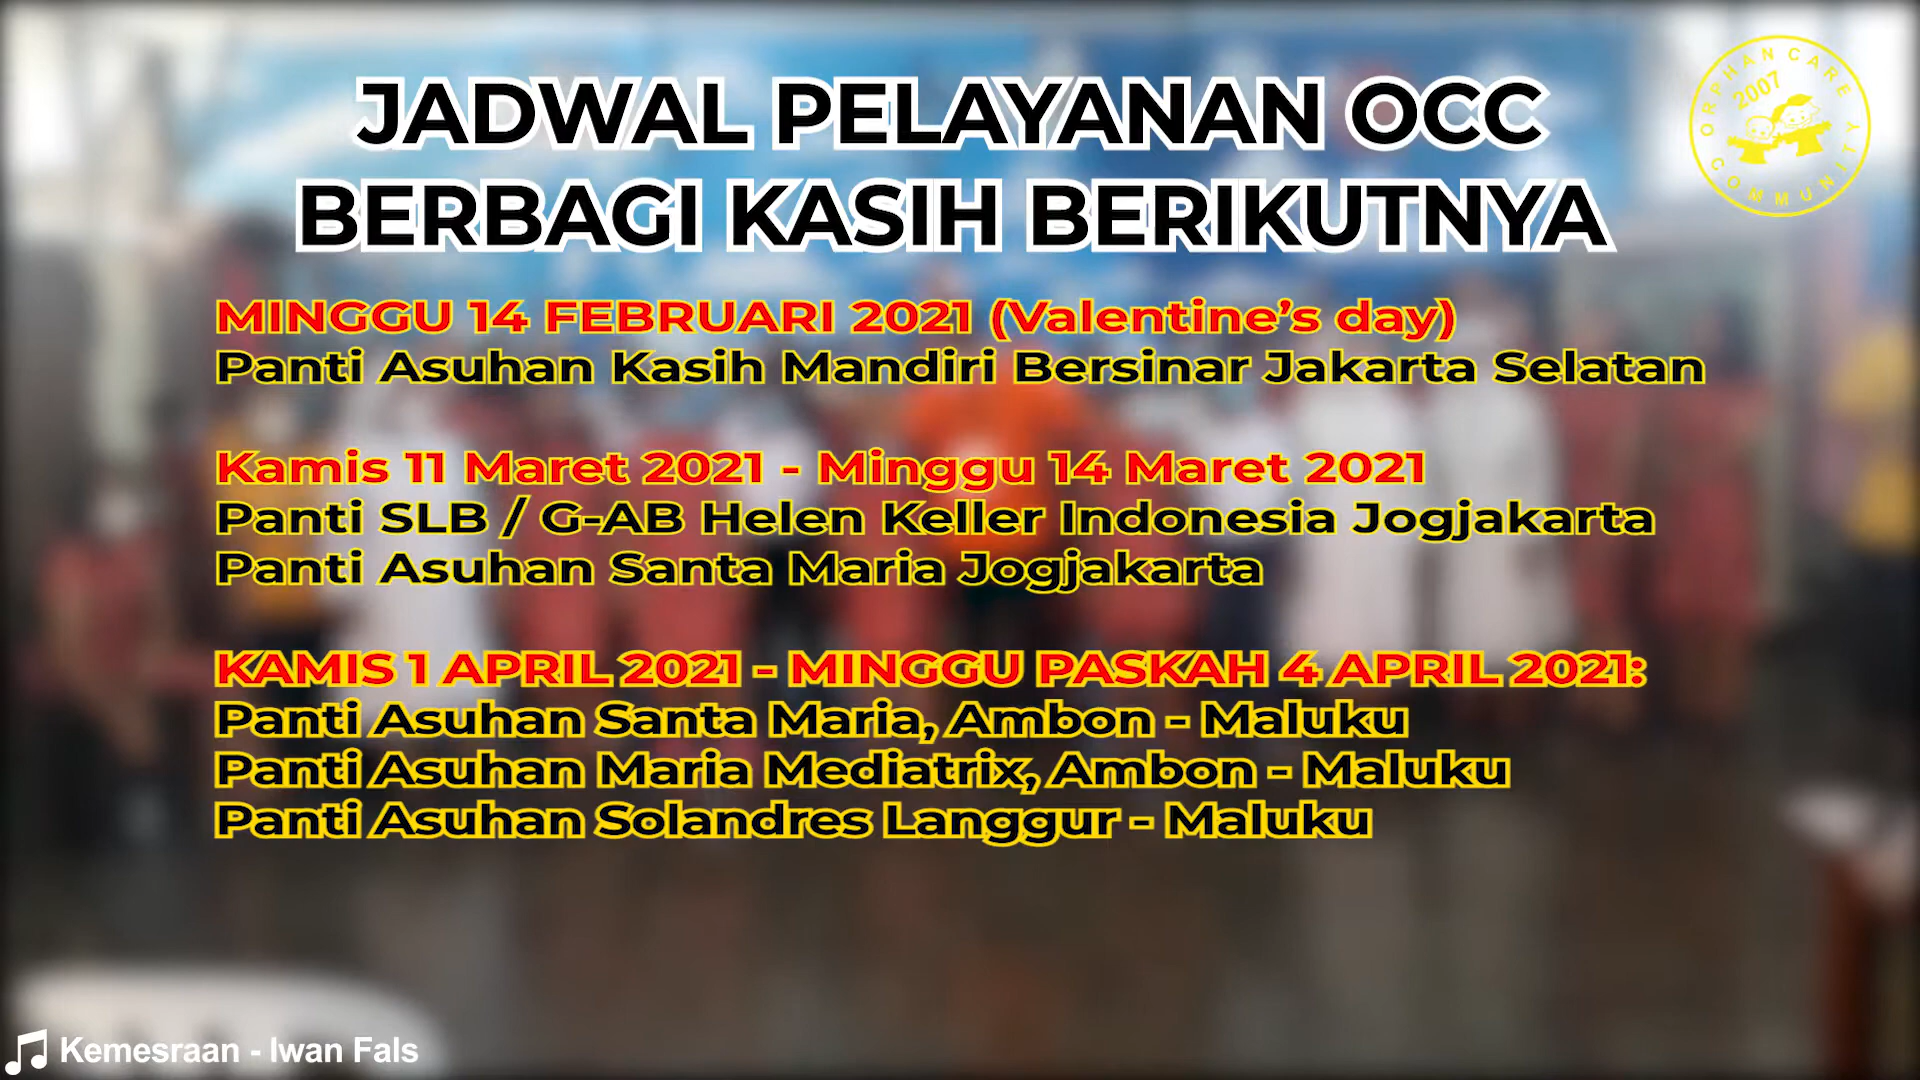 JADWAL PELAYANAN OCC
BERBAGI KASIH BERIKUTNYA
ORPHAN CARE
2007
COMMUNITY
MINGGU 14 FEBRUARI 2021 (Valentine's day)
Panti Asuhan Kasih Mandiri Bersinar Jakarta Selatan
Kamis 11 Maret 2021 - Minggu 14 Maret 2021
Panti SLB / G-AB Helen Keller Indonesia Jogjakarta
Panti Asuhan Santa Maria Jogjakarta
KAMIS 1 APRIL 2021 - MINGGU PASKAH 4 APRIL 2021:
Panti Asuhan Santa Maria, Ambon - Maluku
Panti Asuhan Maria Mediatrix, Ambon - Maluku
Panti Asuhan Solandres Langgur - Maluku
Kemesraan - Iwan Fals